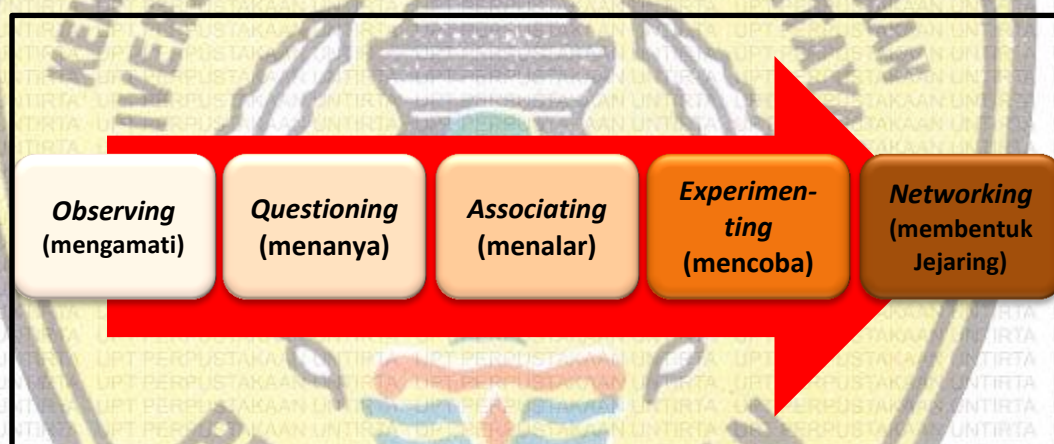 Observing
(mengamati)
Questioning
(menanya)
Associating
(menalar)
Experimen-
ting
(mencoba)
Networking
(membentuk
Jejaring)